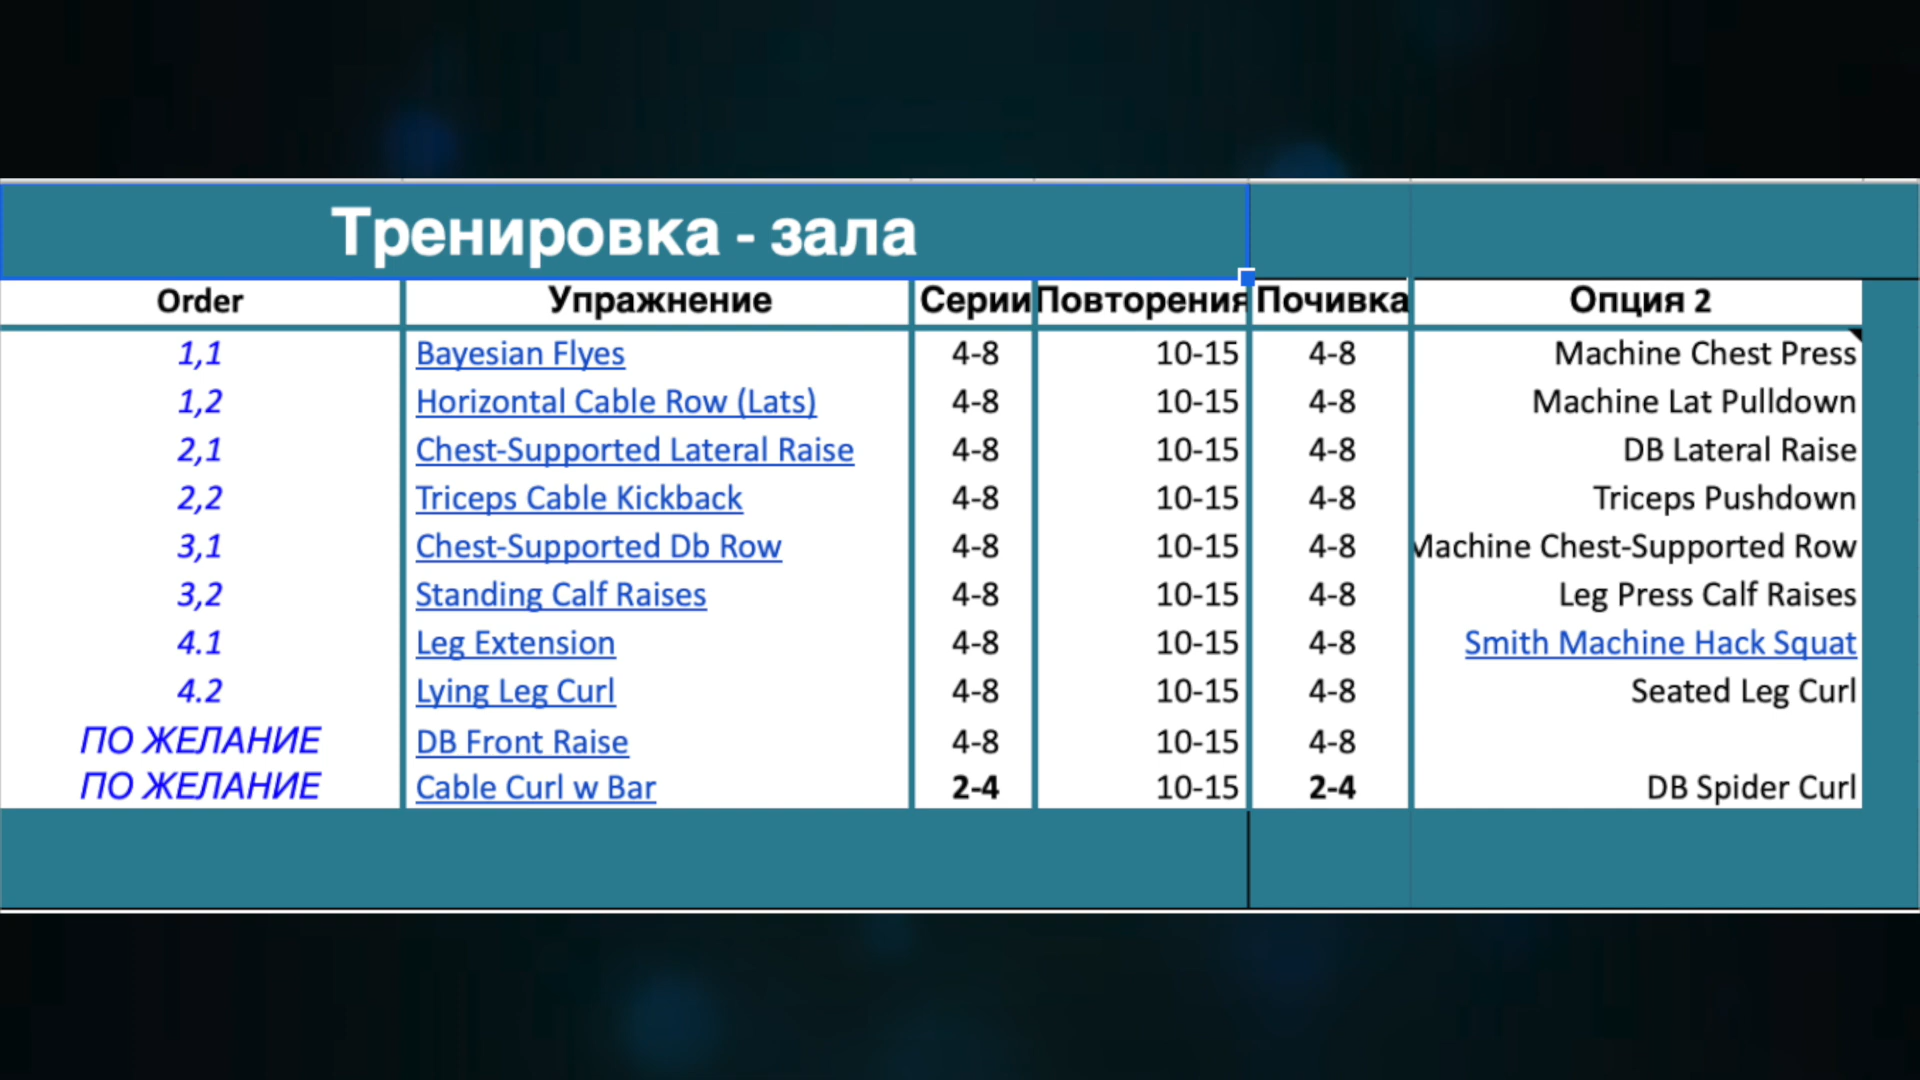 Тренировка - зала
Order Упражнение Серии Повторения Почивка Опция 2
1,1 Bayesian Flyes 4-8 10-15 4-8 Machine Chest Press
1,2 Horizontal Cable Row (Lats) 4-8 10-15 4-8 Machine Lat Pulldown
2,1 Chest-Supported Lateral Raise 4-8 10-15 4-8 DB Lateral Raise
2,2 Triceps Cable Kickback 4-8 10-15 4-8 Triceps Pushdown
3,1 Chest-Supported Db Row 4-8 10-15 4-8 Machine Chest-Supported Row
3,2 Standing Calf Raises 4-8 10-15 4-8 Leg Press Calf Raises
4.1 Leg Extension 4-8 10-15 4-8 Smith Machine Hack Squat
4.2 Lying Leg Curl 4-8 10-15 4-8 Seated Leg Curl
ПО ЖЕЛАНИЕ DB Front Raise 4-8 10-15 4-8
ПО ЖЕЛАНИЕ Cable Curl w Bar 2-4 10-15 2-4 DB Spider Curl